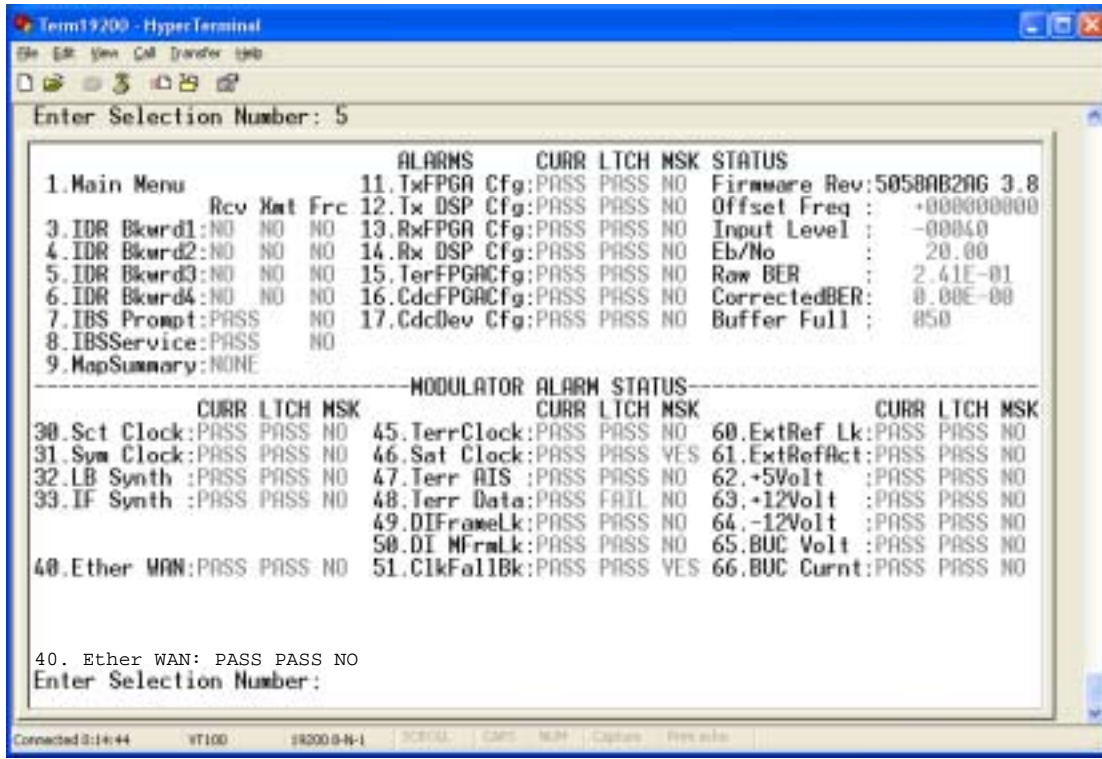 Term19200 - HyperTerminal
File Edit View Call Transfer Help
Enter Selection Number: 5
ALARMS CURR LTCH MSK STATUS
1.Main Menu 11.TxFPGA Cfg:PASS PASS NO Firmware Rev:5058AB2AG 3.8
Rcv Xmt Frc 12.Tx DSP Cfg:PASS PASS NO Offset Freq : +000000000
3.IDR Bkwrd1:NO NO NO 13.RxFPGA Cfg:PASS PASS NO Input Level : -00040
4.IDR Bkwrd2:NO NO NO 14.Rx DSP Cfg:PASS PASS NO Eb/No : 20.00
5.IDR Bkwrd3:NO NO NO 15.TerFPGACfg:PASS PASS NO Raw BER : 2.41E-01
6.IDR Bkwrd4:NO NO NO 16.CdcFPGACfg:PASS PASS NO CorrectedBER: 0.00E-00
7.IBS Prompt:PASS NO 17.CdcDev Cfg:PASS PASS NO Buffer Full : 050
8.IBSService:PASS NO
9.MapSummary:NONE
--------------------------------MODULATOR ALARM STATUS------------------------------
CURR LTCH MSK CURR LTCH MSK CURR LTCH MSK
30.Sct Clock:PASS PASS NO 45.TerrClock:PASS PASS NO 60.ExtRef Lk:PASS PASS NO
31.Sym Clock:PASS PASS NO 46.Sat Clock:PASS PASS YES 61.ExtRefAct:PASS PASS NO
32.LB Synth :PASS PASS NO 47.Terr AIS :PASS PASS NO 62.+5Volt :PASS PASS NO
33.IF Synth :PASS PASS NO 48.Terr Data:PASS FAIL NO 63.+12Volt :PASS PASS NO
49.DIFrameLk:PASS PASS NO 64.-12Volt :PASS PASS NO
50.DI MFrmLk:PASS PASS NO 65.BUC Volt :PASS PASS NO
40.Ether WAN:PASS PASS NO 51.ClkFallBk:PASS PASS YES 66.BUC Curnt:PASS PASS NO
40. Ether WAN: PASS PASS NO
Enter Selection Number:
Connected 0:14:44 VT100 19200 8-N-1 SCROLL CAPS NUM Capture Print echo